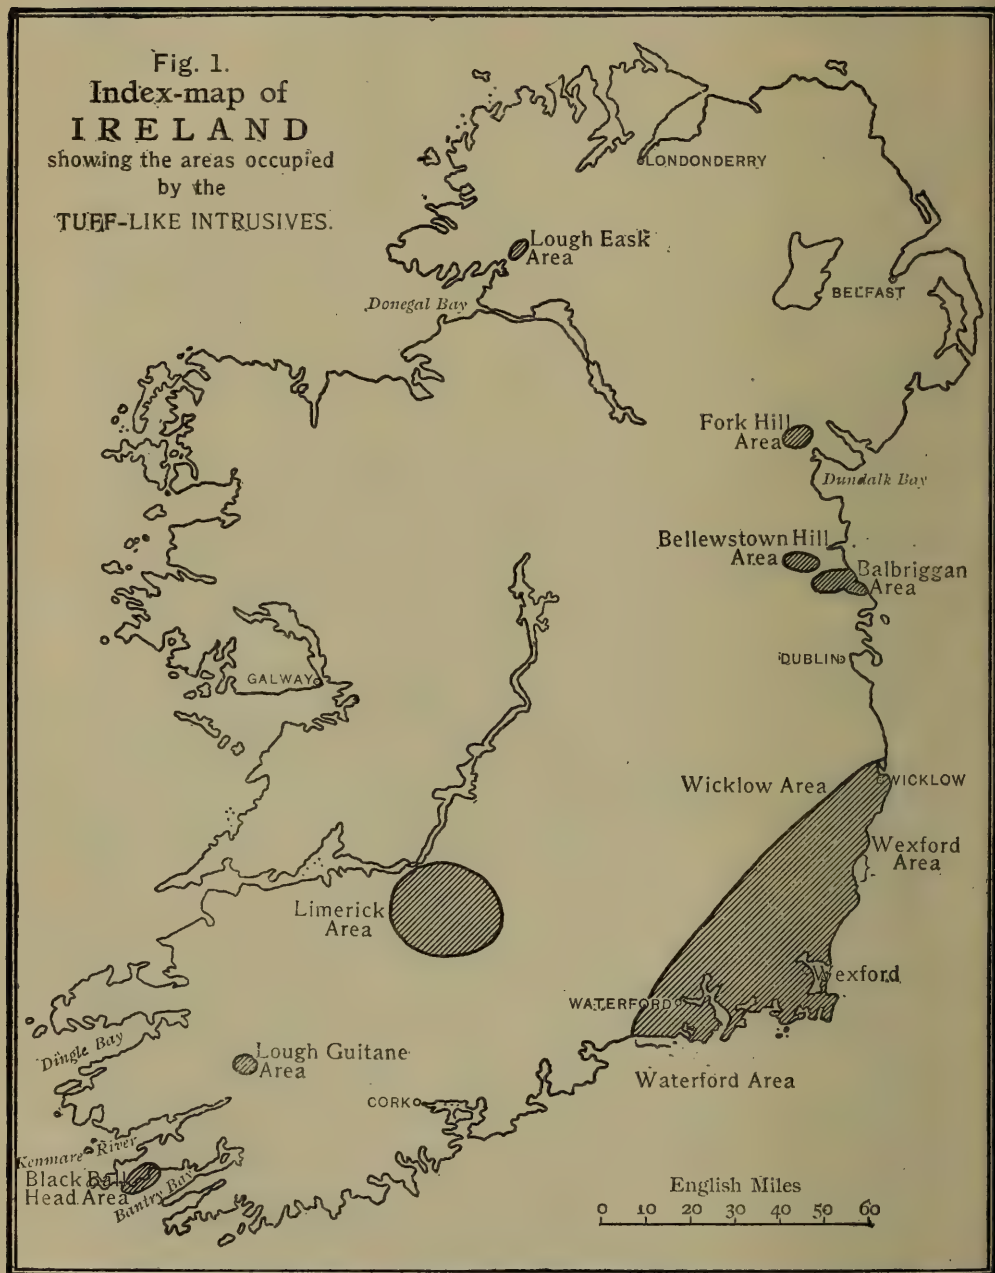 Fig. 1.
Index-map of
IRELAND
showing the areas occupied
by the
TUFF-LIKE INTRUSIVES.
LONDONDERRY
Lough Eask
Area
Donegal Bay
BELFAST
Fork Hill
Area
Dundalk Bay
Bellewstown Hill
Area
Balbriggan
Area
DUBLIN
GALWAY
Wicklow Area
WICKLOW
Wexford
Area
Limerick
Area
Wexford
WATERFORD
Dingle Bay
Lough Guitane
Area
Waterford Area
CORK
Kenmare River
Black Ball
Head Area
Bantry Bay
English Miles
0 10 20 30 40 50 60